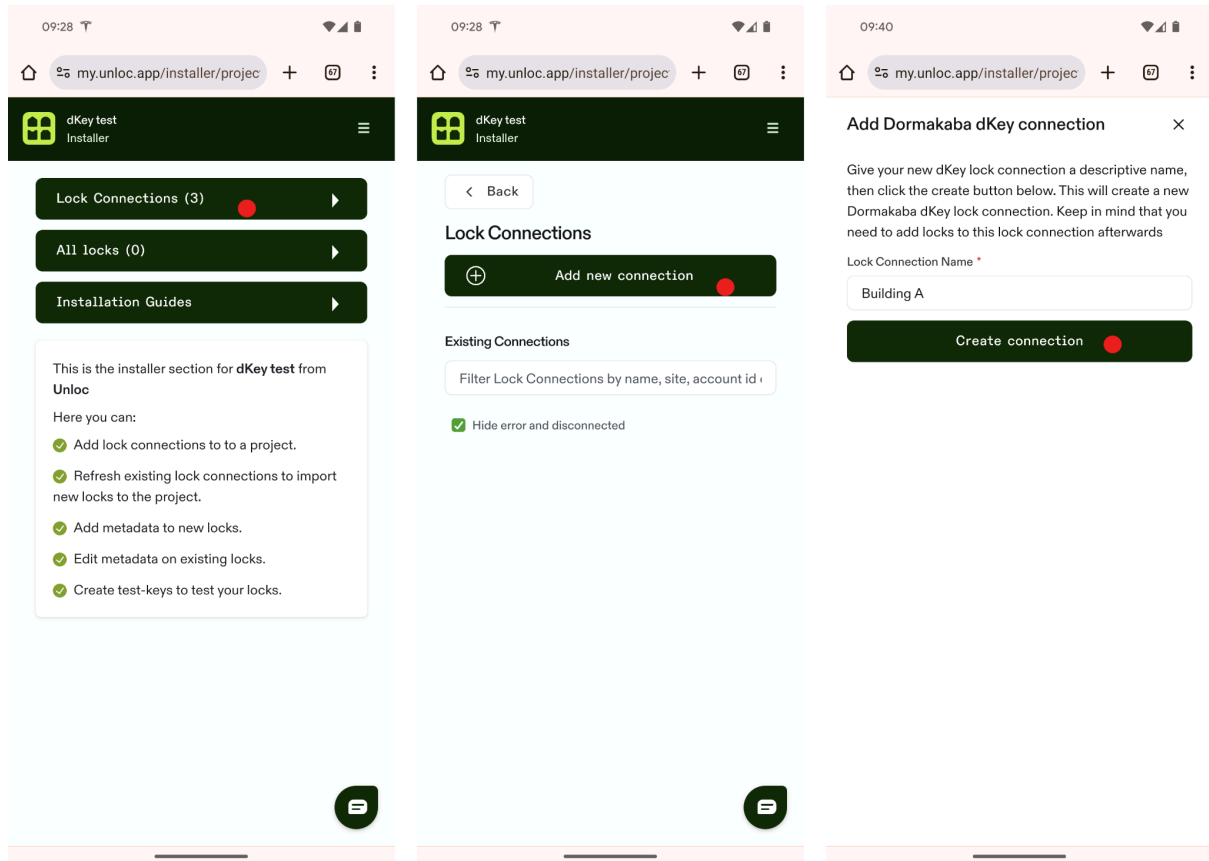 09:28
my.unloc.app/installer/projec
67
dKey test
Installer
Lock Connections (3)
All locks (0)
Installation Guides
This is the installer section for dKey test from
Unloc
Here you can:
Add lock connections to to a project.
Refresh existing lock connections to import
new locks to the project.
Add metadata to new locks.
Edit metadata on existing locks.
Create test-keys to test your locks.
09:28
my.unloc.app/installer/projec
67
dKey test
Installer
Back
Lock Connections
Add new connection
Existing Connections
Filter Lock Connections by name, site, account id
Hide error and disconnected
09:40
my.unloc.app/installer/projec
67
Add Dormakaba dKey connection
Give your new dKey lock connection a descriptive name,
then click the create button below. This will create a new
Dormakaba dKey lock connection. Keep in mind that you
need to add locks to this lock connection afterwards
Lock Connection Name *
Building A
Create connection